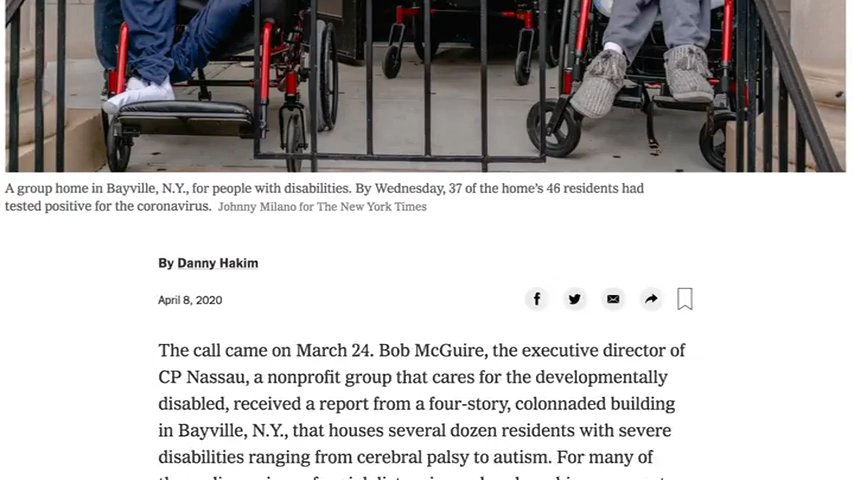 A group home in Bayville, N.Y., for people with disabilities. By Wednesday, 37 of the home’s 46 residents had
tested positive for the coronavirus. Johnny Milano for The New York Times
By Danny Hakim
April 8, 2020
The call came on March 24. Bob McGuire, the executive director of
CP Nassau, a nonprofit group that cares for the developmentally
disabled, received a report from a four-story, colonnaded building
in Bayville, N.Y., that houses several dozen residents with severe
disabilities ranging from cerebral palsy to autism. For many of